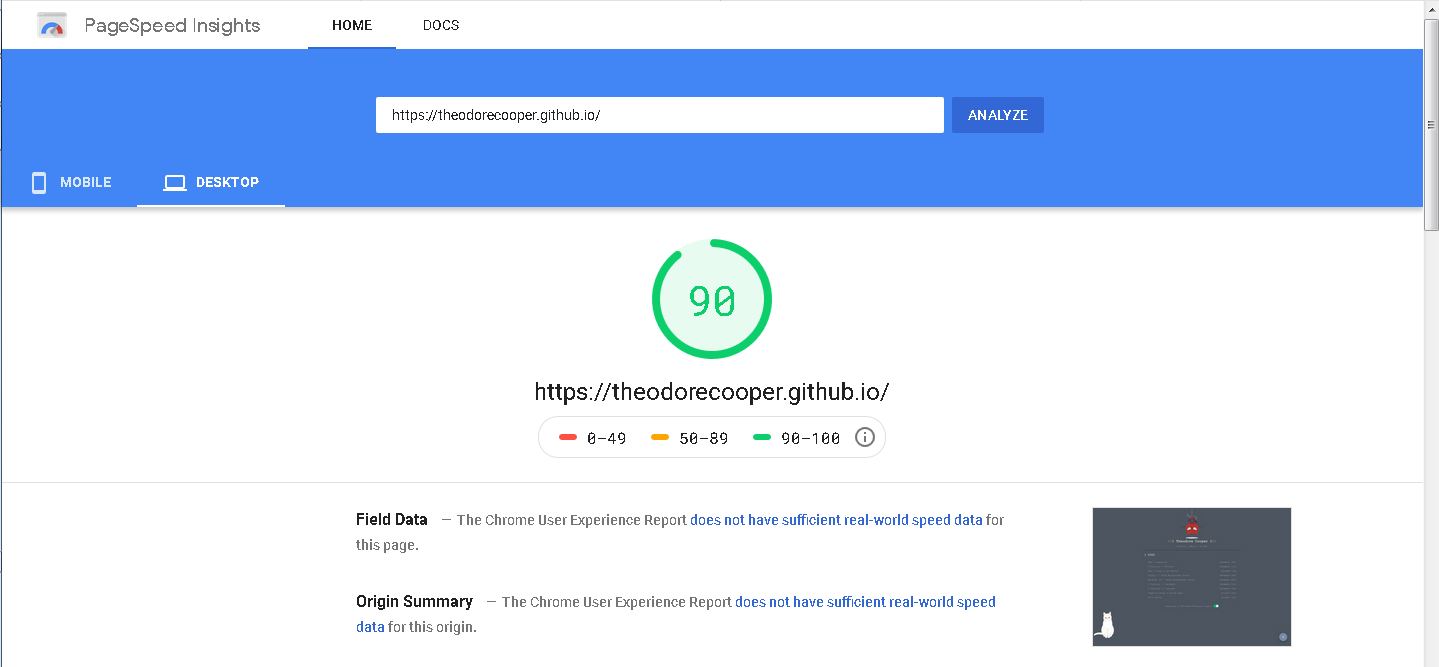 PageSpeed Insights
HOME
DOCS
https://theodorecooper.github.io/
ANALYZE
MOBILE
DESKTOP
90
https://theodorecooper.github.io/
0–49
50–89
90–100
Field Data — The Chrome User Experience Report does not have sufficient real-world speed data for
this page.
Origin Summary — The Chrome User Experience Report does not have sufficient real-world speed
data for this origin.
Theodore Cooper